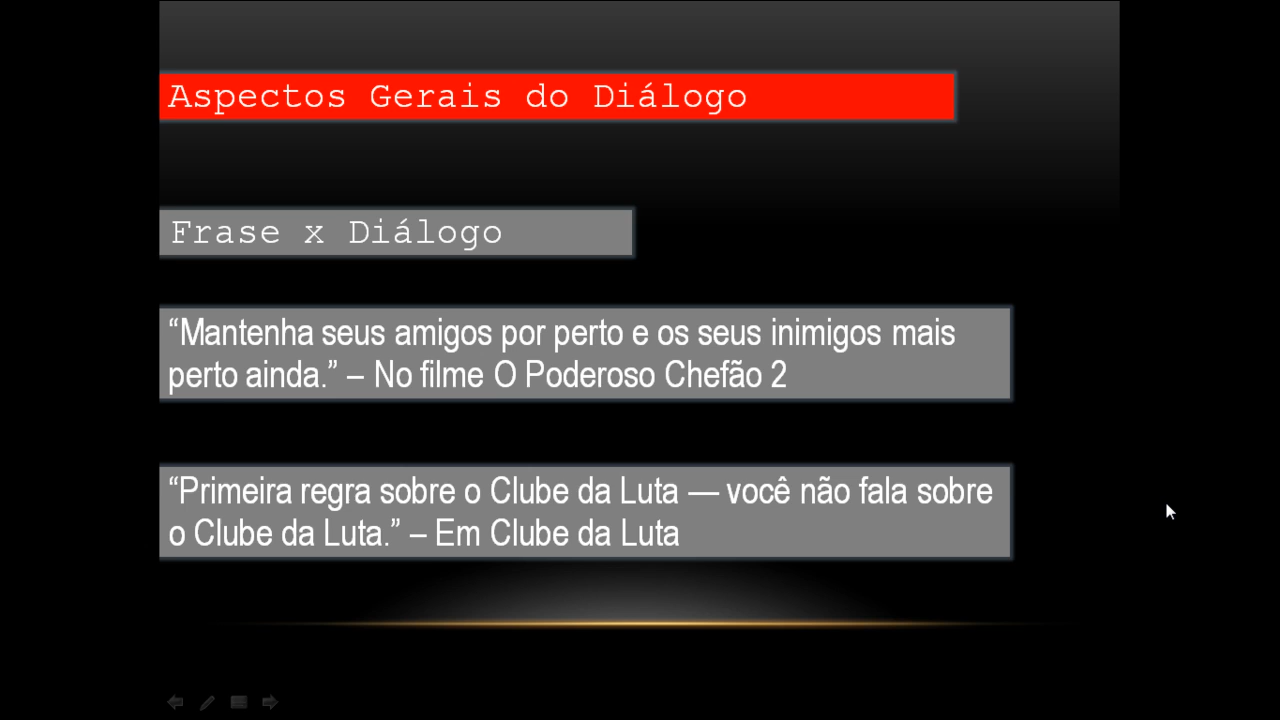 Aspectos Gerais do Diálogo
Frase x Diálogo
“Mantenha seus amigos por perto e os seus inimigos mais
perto ainda.” – No filme O Poderoso Chefão 2
“Primeira regra sobre o Clube da Luta — você não fala sobre
o Clube da Luta.” – Em Clube da Luta